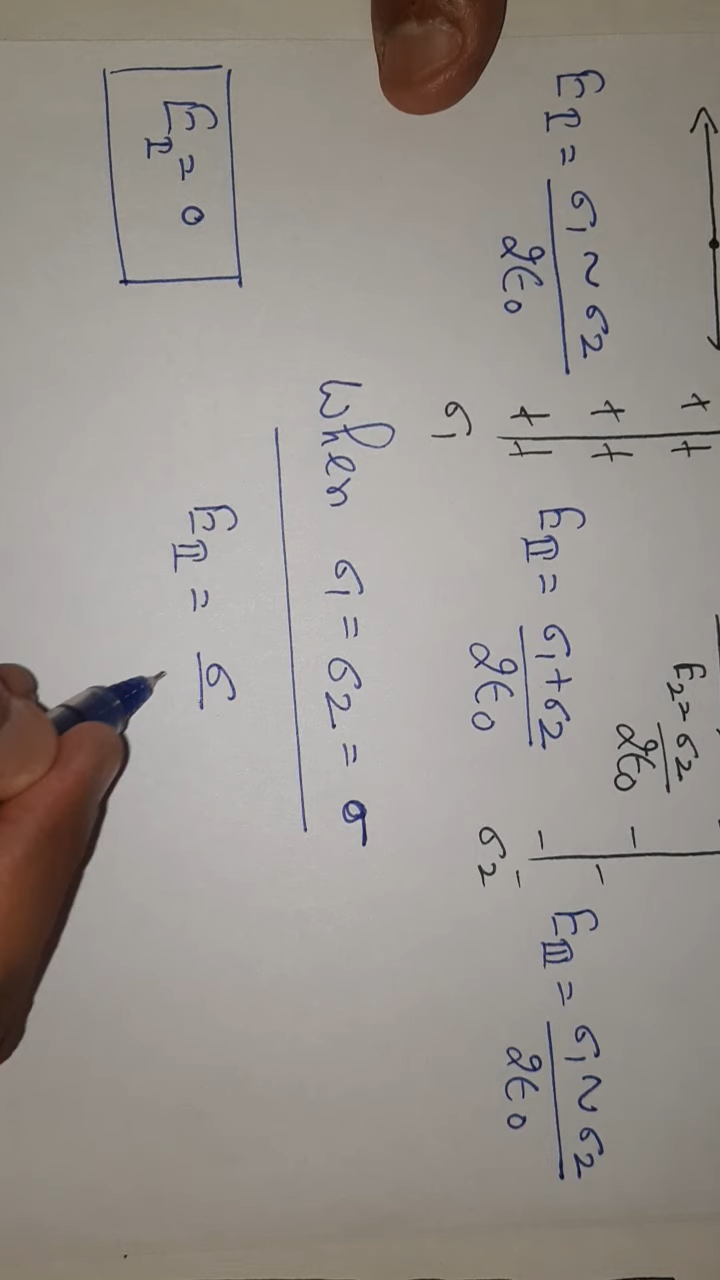 + + +
+ + +
E₂ = σ₂/2ϵ₀
- -
- -
E_I = σ₁ ~ σ₂/2ϵ₀
E_II = σ₁ + σ₂/2ϵ₀
E_III = σ₁ ~ σ₂/2ϵ₀
σ₁
σ₂
When σ₁ = σ₂ = σ
E_I = 0
E_II = σ